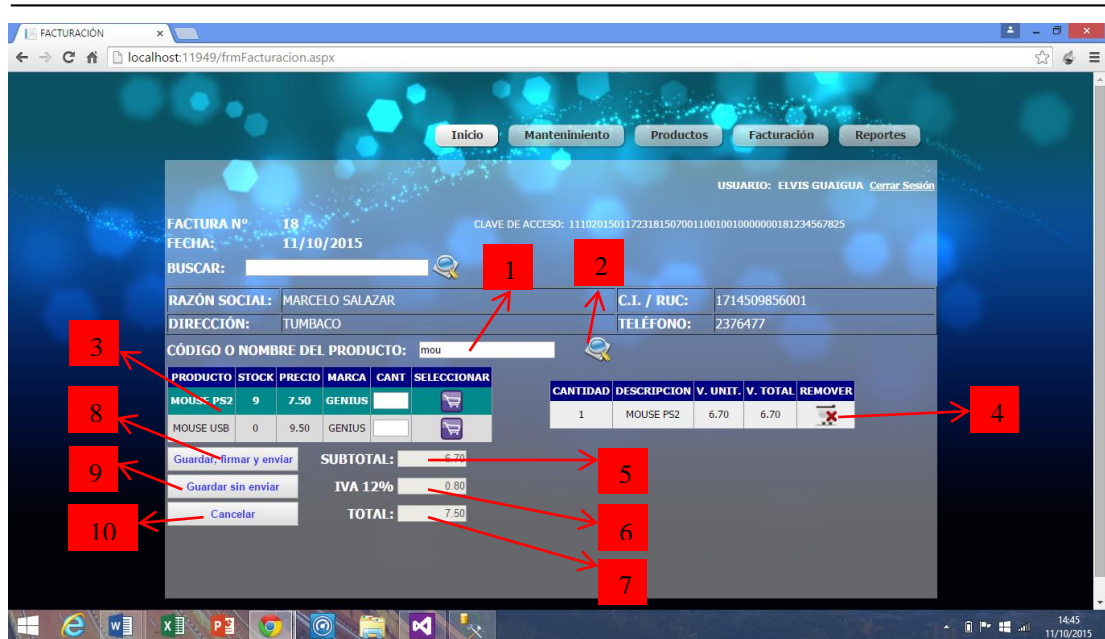 FACTURACIÓN
localhost:11949/frmFacturacion.aspx
Inicio Mantenimiento Productos Facturación Reportes
USUARIO: ELVIS GUAIGUA Cerrar Sesión
FACTURA Nº 18
CLAVE DE ACCESO: 1110201501172318150700110010010000000181234567825
FECHA: 11/10/2015
BUSCAR:
1 2
RAZÓN SOCIAL: MARCELO SALAZAR C.I. / RUC: 1714509856001
DIRECCIÓN: TUMBACO TELÉFONO: 2376477
3
CÓDIGO O NOMBRE DEL PRODUCTO: mou
PRODUCTO STOCK PRECIO MARCA CANT SELECCIONAR
MOUSE PS2 9 7.50 GENIUS
MOUSE USB 0 9.50 GENIUS
CANTIDAD DESCRIPCION V. UNIT. V. TOTAL REMOVER
1 MOUSE PS2 6.70 6.70
4
8
Guardar, firmar y enviar SUBTOTAL: 6.70
5
9
Guardar sin enviar IVA 12% 0.80
6
10
Cancelar TOTAL: 7.50
7
14:45
11/10/2015